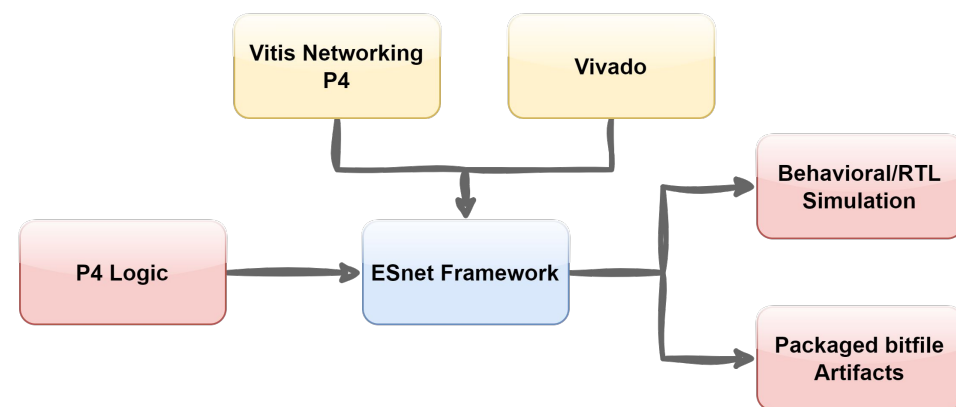 Vitis Networking
P4
Vivado
Behavioral/RTL
Simulation
P4 Logic
ESnet Framework
Packaged bitfile
Artifacts